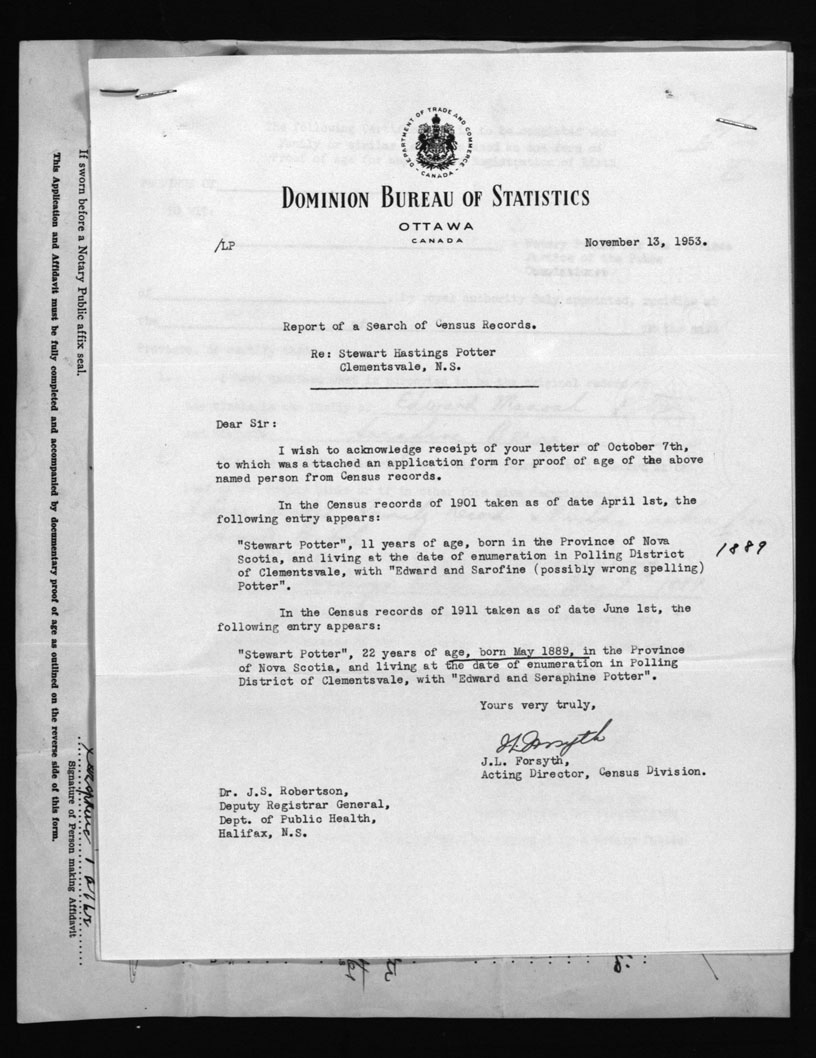 DEPARTMENT OF TRADE AND COMMERCE
CANADA
DOMINION BUREAU OF STATISTICS
OTTAWA
CANADA
/LP
November 13, 1953.
Report of a Search of Census Records.
Re: Stewart Hastings Potter
Clementsvale, N.S.
Dear Sir:
I wish to acknowledge receipt of your letter of October 7th,
to which was a ttached an application form for proof of age of the above
named person from Census records.
In the Census records of 1901 taken as of date April 1st, the
following entry appears:
"Stewart Potter", 11 years of age, born in the Province of Nova
Scotia, and living at the date of enumeration in Polling District
of Clementsvale, with "Edward and Sarofine (possibly wrong spelling)
Potter".
1889
In the Census records of 1911 taken as of date June 1st, the
following entry appears:
"Stewart Potter", 22 years of age, born May 1889, in the Province
of Nova Scotia, and living at the date of enumeration in Polling
District of Clementsvale, with "Edward and Seraphine Potter".
Yours very truly,
J.L. Forsyth
J.L. Forsyth,
Acting Director, Census Division.
Dr. J.S. Robertson,
Deputy Registrar General,
Dept. of Public Health,
Halifax, N.S.
If sworn before a Notary Public affix seal.
This Application and Affidavit must be fully completed and accompanied by documentary proof of age as outlined on the reverse side of this form.
Signature of Person making Affidavit